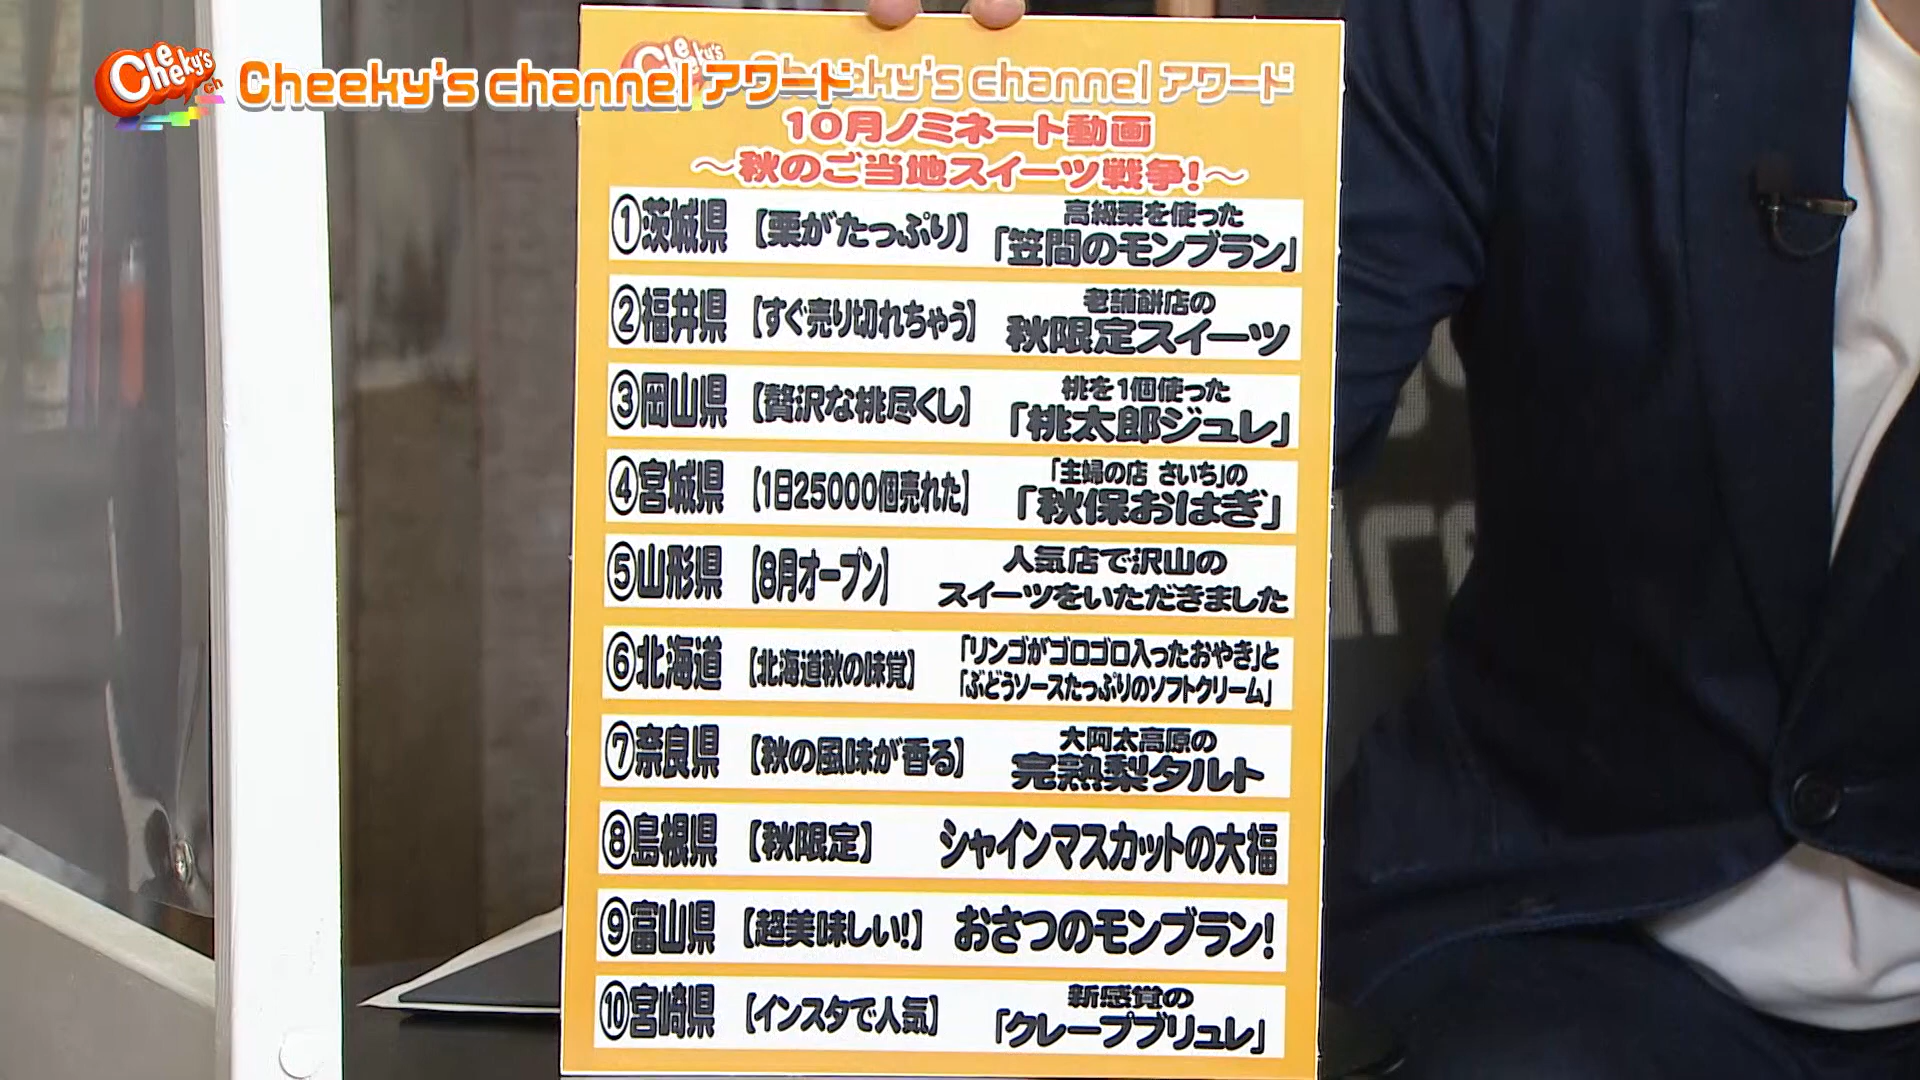 Cheeky's ch
Cheeky's channel アワード
Cheeky's channel アワード
10月ノミネート動画
～秋のご当地スイーツ戦争!～
①茨城県 【栗がたっぷり】 高級栗を使った
「笠間のモンブラン」
②福井県 【すぐ売り切れちゃう】 老舗餅店の
秋限定スイーツ
③岡山県 【贅沢な桃尽くし】 桃を1個使った
「桃太郎ジュレ」
④宮城県 【1日25000個売れた】 「主婦の店 さいち」の
「秋保おはぎ」
⑤山形県 【8月オープン】 人気店で沢山の
スイーツをいただきました
⑥北海道 【北海道秋の味覚】 「リンゴがゴロゴロ入ったおやき」と
「ぶどうソースたっぷりのソフトクリーム」
⑦奈良県 【秋の風味が香る】 大阿太高原の
完熟梨タルト
⑧島根県 【秋限定】 シャインマスカットの大福
⑨富山県 【超美味しい!】 おさつのモンブラン!
⑩宮崎県 【インスタで人気】 新感覚の
「クレープブリュレ」